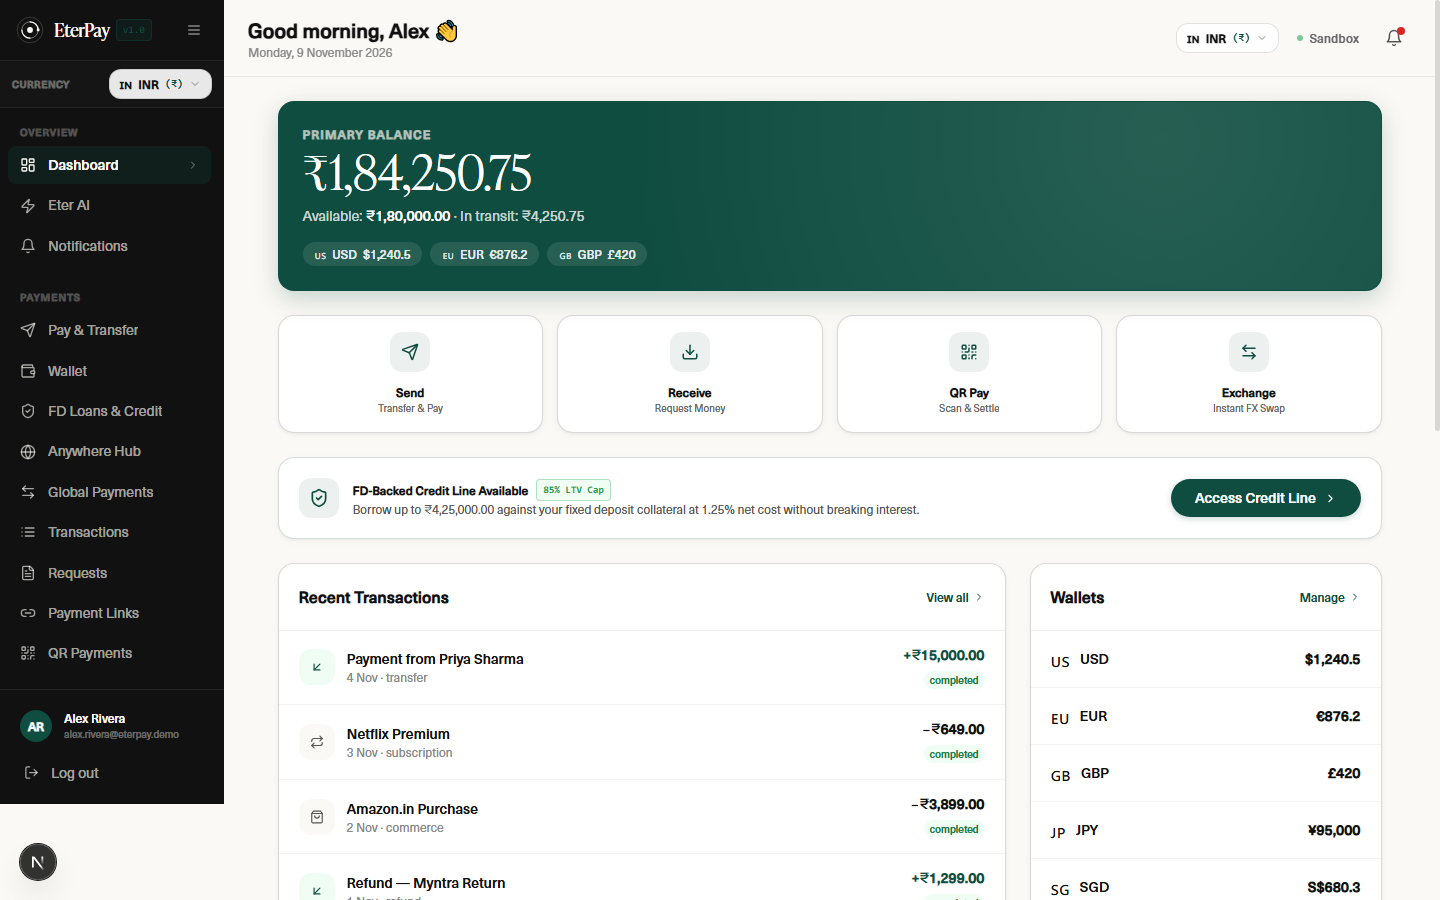 EterPay v1.0
CURRENCY IN INR (₹)
OVERVIEW
Dashboard
Eter AI
Notifications
PAYMENTS
Pay & Transfer
Wallet
FD Loans & Credit
Anywhere Hub
Global Payments
Transactions
Requests
Payment Links
QR Payments
AR
Alex Rivera
alex.rivera@eterpay.demo
Log out
N
Good morning, Alex 👋
Monday, 9 November 2026
IN INR (₹)
Sandbox
PRIMARY BALANCE
₹1,84,250.75
Available: ₹1,80,000.00 · In transit: ₹4,250.75
US USD $1,240.5
EU EUR €876.2
GB GBP £420
Send
Transfer & Pay
Receive
Request Money
QR Pay
Scan & Settle
Exchange
Instant FX Swap
FD-Backed Credit Line Available 85% LTV Cap
Borrow up to ₹4,25,000.00 against your fixed deposit collateral at 1.25% net cost without breaking interest.
Access Credit Line
Recent Transactions
View all
Payment from Priya Sharma
4 Nov · transfer
+₹15,000.00
completed
Netflix Premium
3 Nov · subscription
−₹649.00
completed
Amazon.in Purchase
2 Nov · commerce
−₹3,899.00
completed
Refund — Myntra Return
+₹1,299.00
Wallets
Manage
US USD $1,240.5
EU EUR €876.2
GB GBP £420
JP JPY ¥95,000
SG SGD S$680.3